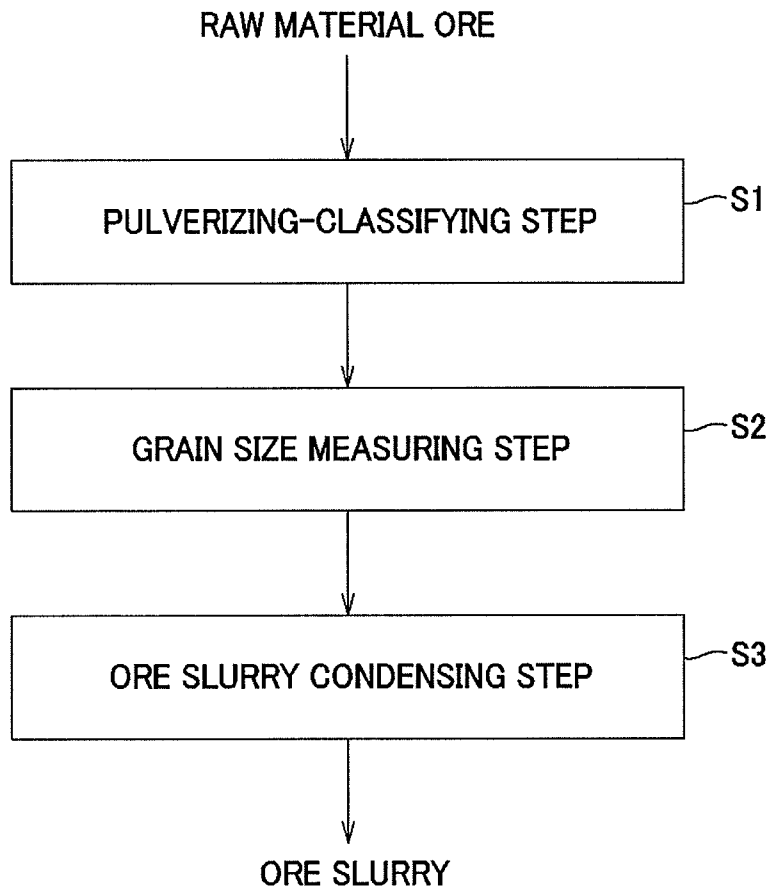 RAW MATERIAL ORE
PULVERIZING-CLASSIFYING STEP
S1
GRAIN SIZE MEASURING STEP
S2
ORE SLURRY CONDENSING STEP
S3
ORE SLURRY